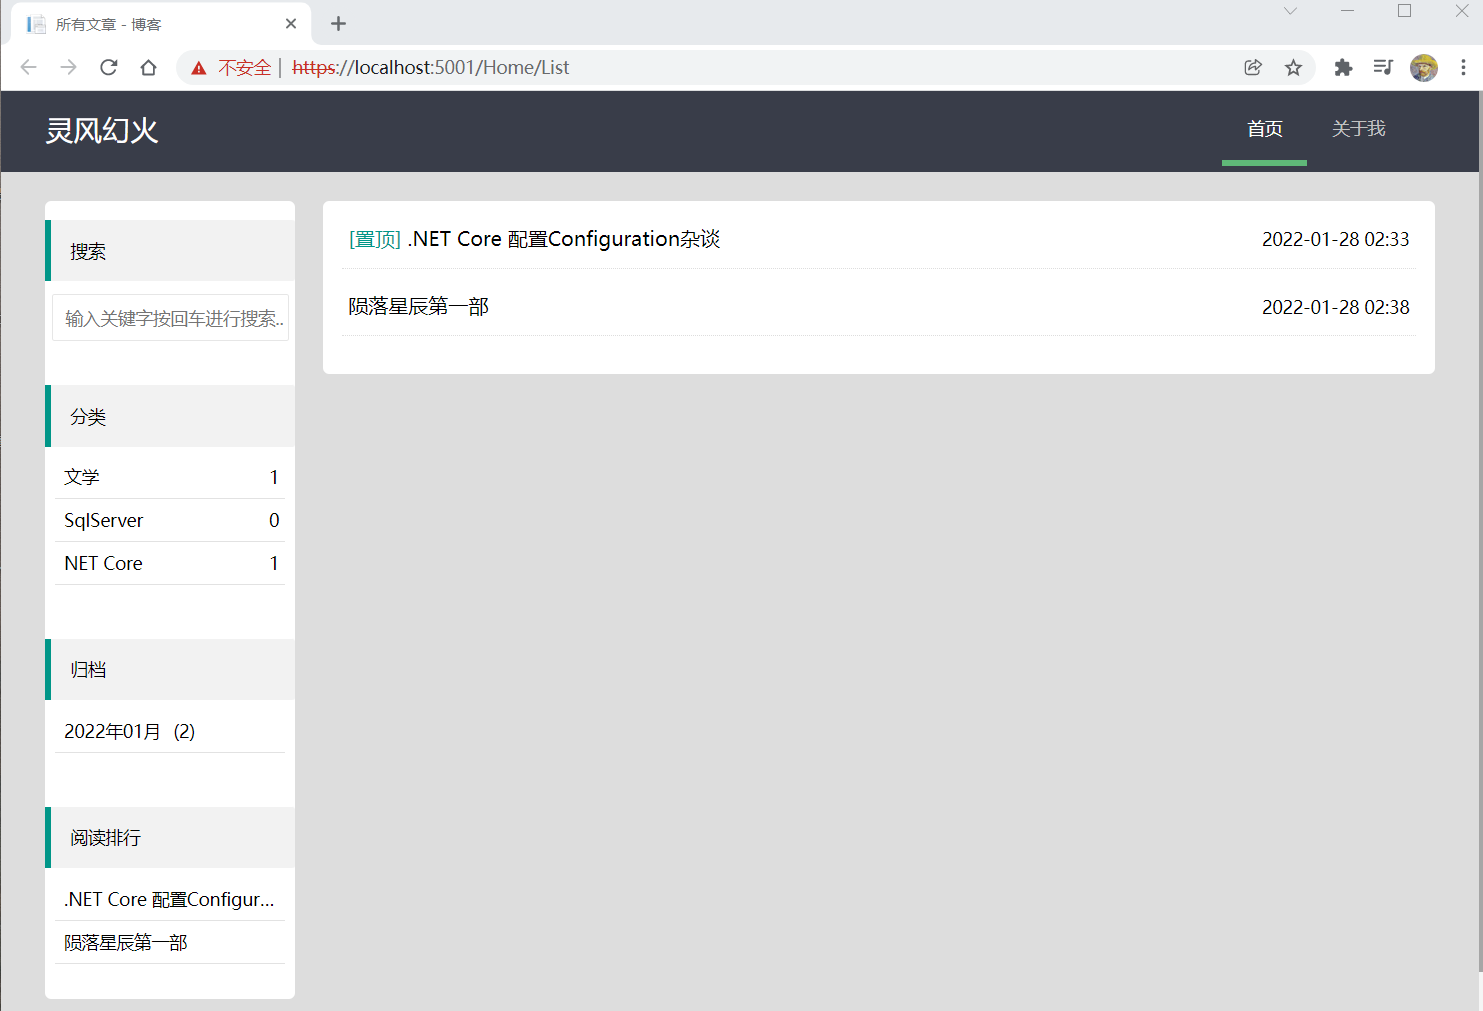 所有文章 - 博客
不安全 | https://localhost:5001/Home/List
灵风幻火
首页
关于我
搜索
输入关键字按回车进行搜索..
分类
文学 1
SqlServer 0
NET Core 1
归档
2022年01月 (2)
阅读排行
.NET Core 配置Configur...
陨落星辰第一部
[置顶] .NET Core 配置Configuration杂谈 2022-01-28 02:33
陨落星辰第一部 2022-01-28 02:38